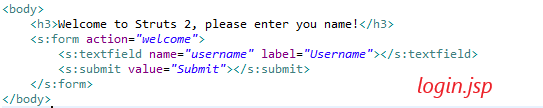 <body>
<h3>Welcome to Struts 2, please enter you name!</h3>
<s:form action="welcome">
<s:textfield name="username" label="Username"></s:textfield>
<s:submit value="Submit"></s:submit>
</s:form>
login.jsp
</body>